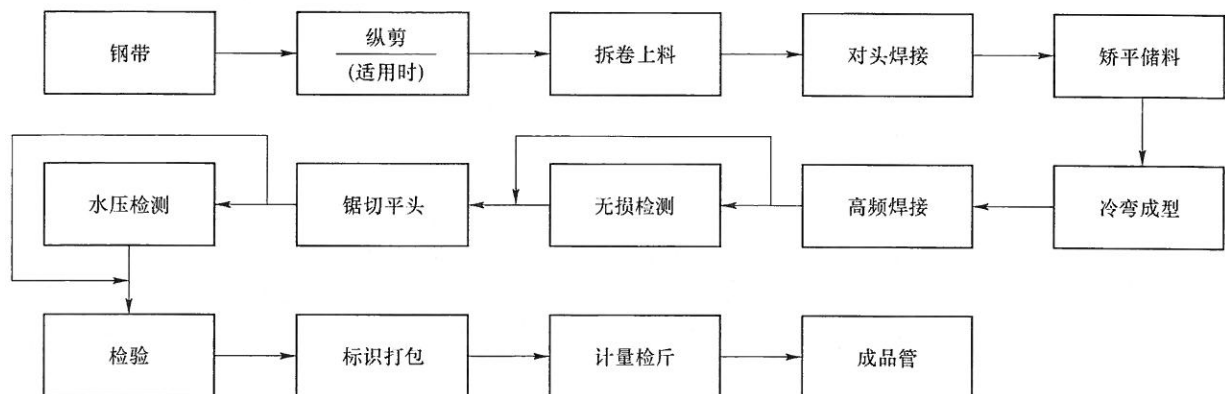 钢带
纵剪
(适用时)
拆卷上料
对头焊接
矫平储料
水压检测
锯切平头
无损检测
高频焊接
冷弯成型
检验
标识打包
计量检斤
成品管